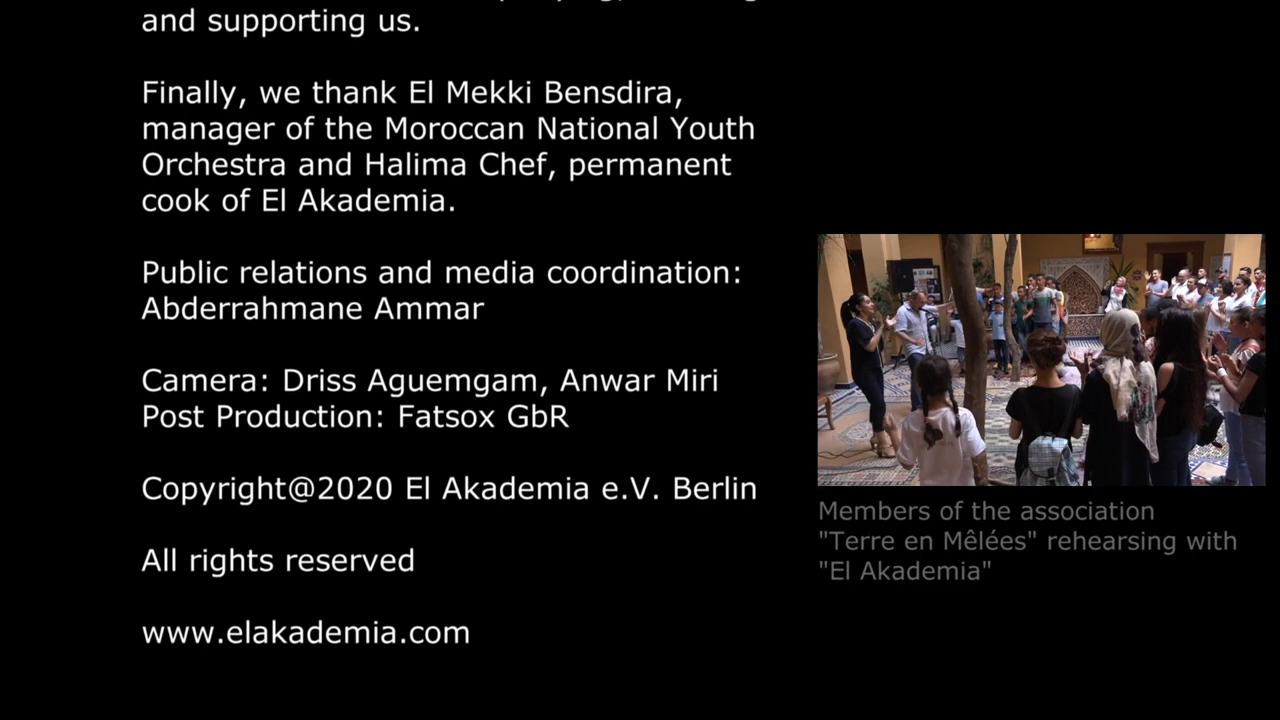 and supporting us.
Finally, we thank El Mekki Bensdira,
manager of the Moroccan National Youth
Orchestra and Halima Chef, permanent
cook of El Akademia.
Public relations and media coordination:
Abderrahmane Ammar
Camera: Driss Aguemgam, Anwar Miri
Post Production: Fatsox GbR
Copyright@2020 El Akademia e.V. Berlin
All rights reserved
www.elakademia.com
Members of the association
"Terre en Mêlées" rehearsing with
"El Akademia"